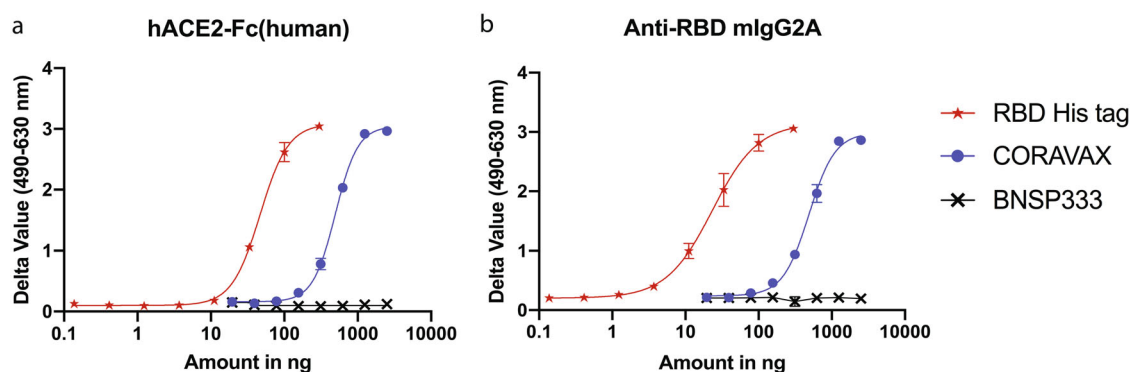 a
hACE2-Fc(human)
Delta Value (490-630 nm)
4
3
2
1
0
0.1 1 10 100 1000 10000
Amount in ng
b
Anti-RBD mIgG2A
Delta Value (490-630 nm)
4
3
2
1
0
0.1 1 10 100 1000 10000
Amount in ng
RBD His tag
CORAVAX
BNSP333